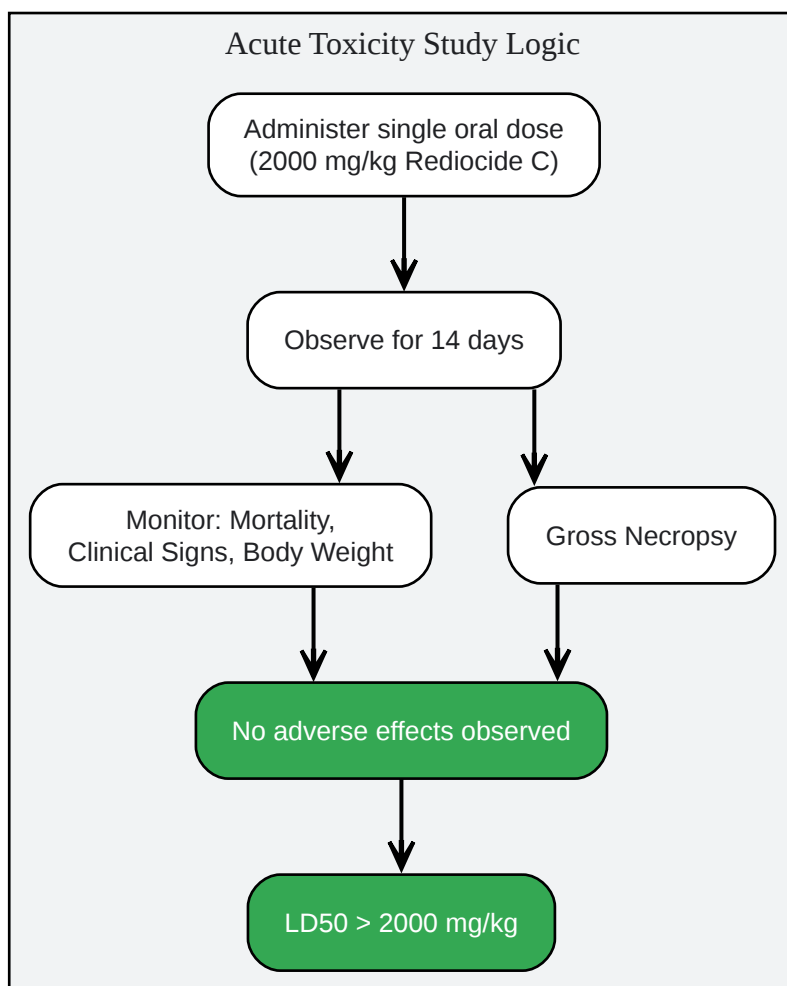 Acute Toxicity Study Logic
Administer single oral dose
(2000 mg/kg Rediocide C)
Observe for 14 days
Monitor: Mortality,
Clinical Signs, Body Weight
Gross Necropsy
No adverse effects observed
LD50 > 2000 mg/kg